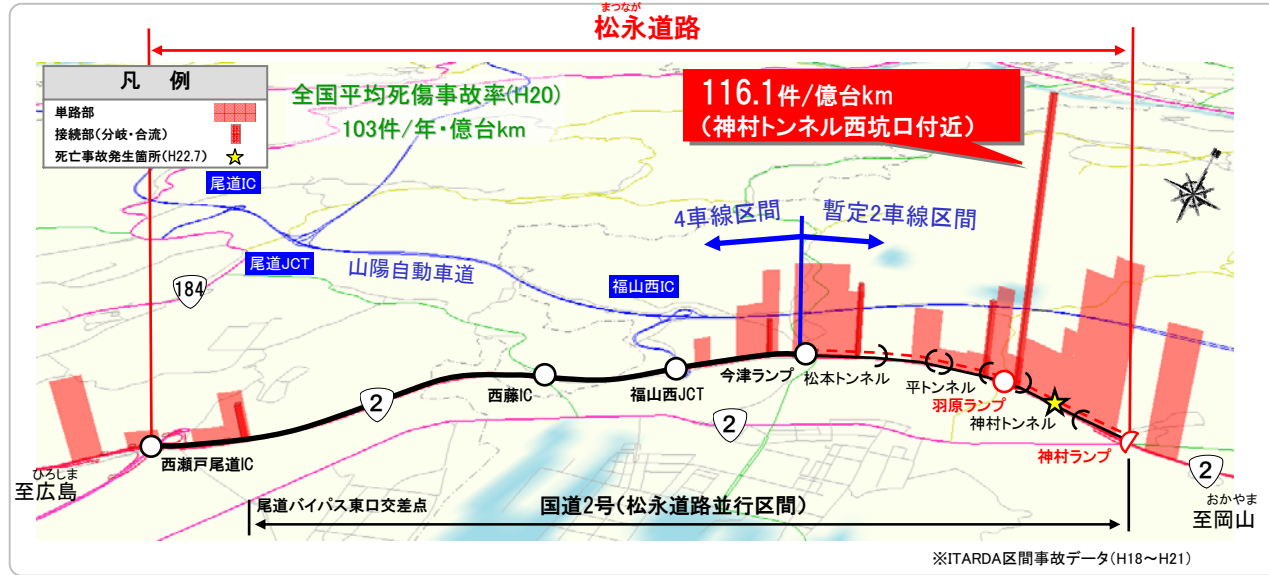 まつなが
松永道路
凡 例
単路部
接続部(分岐・合流)
死亡事故発生箇所(H22.7)
全国平均死傷事故率(H20)
103件/年・億台km
116.1件/億台km
(神村トンネル西坑口付近)
尾道IC
4車線区間
暫定2車線区間
尾道JCT
山陽自動車道
184
福山西IC
今津ランプ
松本トンネル
平トンネル
羽原ランプ
神村トンネル
神村ランプ
西藤IC
福山西JCT
2
2
西瀬戸尾道IC
ひろしま
至広島
2
おかやま
至岡山
尾道バイパス東口交差点
国道2号(松永道路並行区間)
※ITARDA区間事故データ(H18～H21)